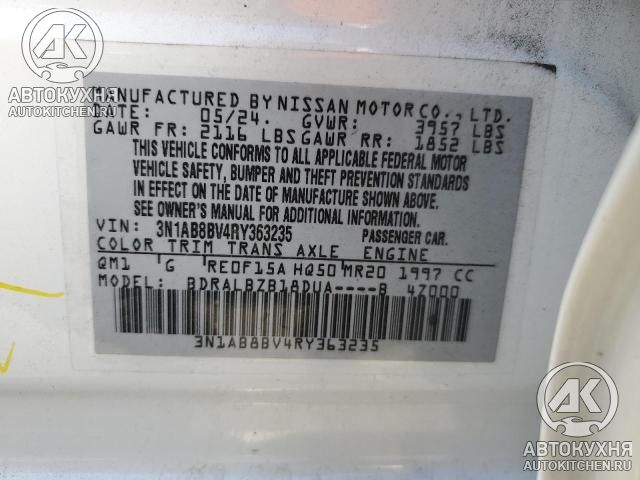 AK
АВТОКУХНЯ
AUTOKITCHEN.RU
MANUFACTURED BY NISSAN MOTOR CO., LTD.
DATE: 05/24. GVWR: 3957 LBS
GAWR FR: 2116 LBS GAWR RR: 1852 LBS
THIS VEHICLE CONFORMS TO ALL APPLICABLE FEDERAL MOTOR
VEHICLE SAFETY, BUMPER AND THEFT PREVENTION STANDARDS
IN EFFECT ON THE DATE OF MANUFACTURE SHOWN ABOVE.
SEE OWNER'S MANUAL FOR ADDITIONAL INFORMATION.
VIN: 3N1AB8BV4RY363235 PASSENGER CAR.
COLOR TRIM TRANS AXLE ENGINE
QM1 G RE0F15A HQ50 MR20 1997 CC
MODEL: BDRALBZB18DUA----B 4Z000
3N1AB8BV4RY363235
AK
АВТОКУХНЯ
AUTOKITCHEN.RU